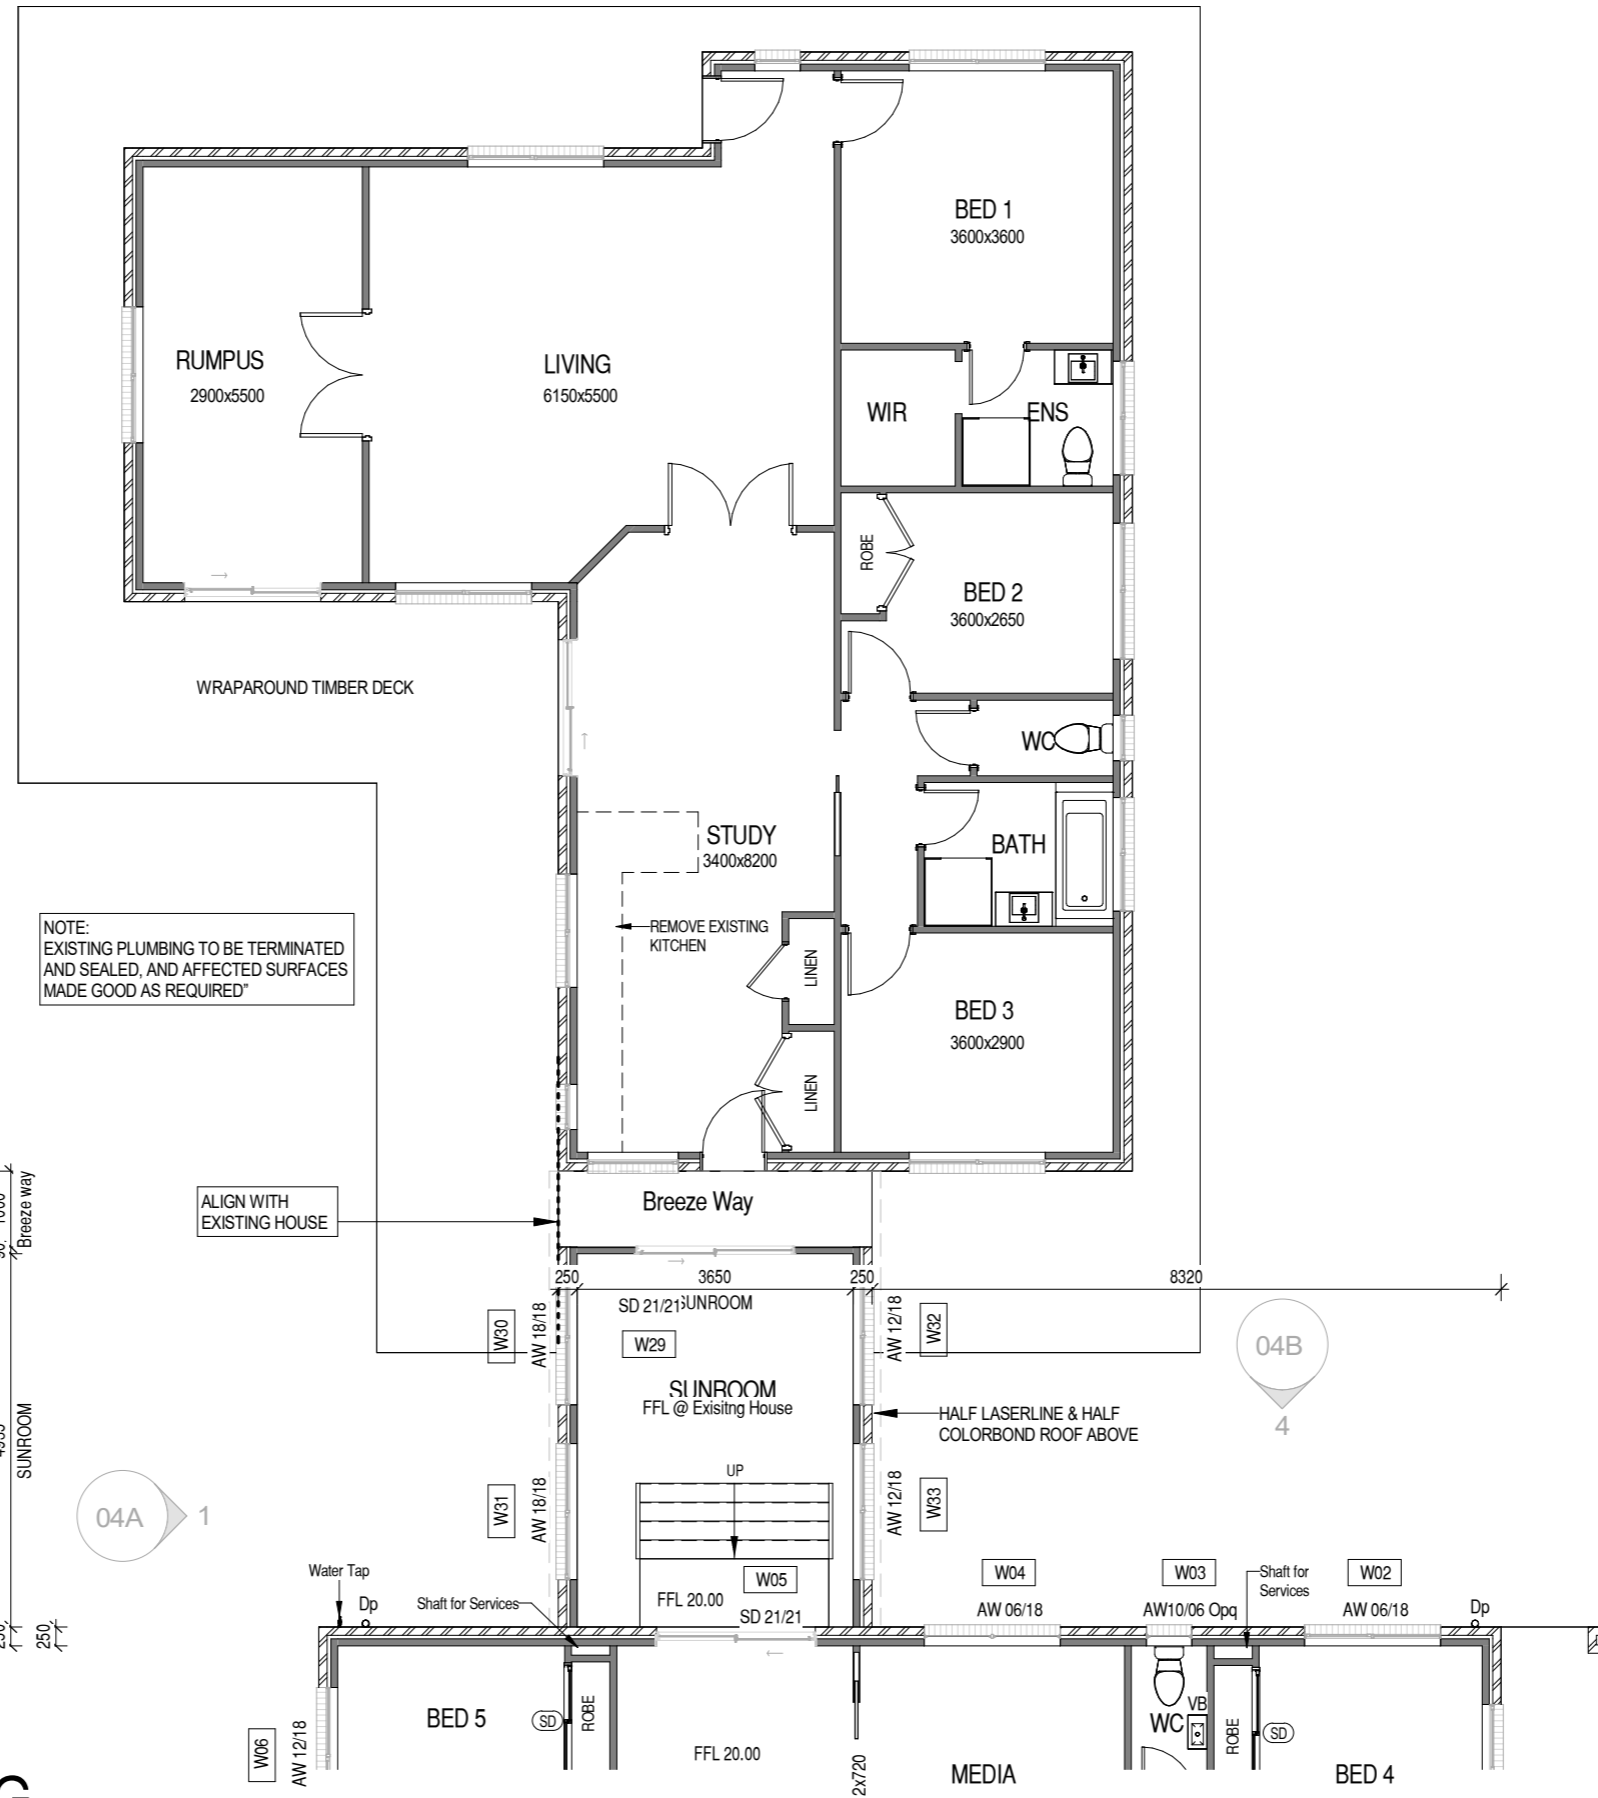 BED 1
3600x3600
RUMPUS
2900x5500
LIVING
6150x5500
WIR
ENS
ROBE
BED 2
3600x2650
WRAPAROUND TIMBER DECK
WC
STUDY
3400x8200
BATH
REMOVE EXISTING
KITCHEN
LINEN
NOTE:
EXISTING PLUMBING TO BE TERMINATED
AND SEALED, AND AFFECTED SURFACES
MADE GOOD AS REQUIRED"
BED 3
3600x2900
LINEN
Breeze way
ALIGN WITH
EXISTING HOUSE
Breeze Way
250
3650
250
8320
SD 21/21
SUNROOM
W30
AW 18/18
W29
AW 12/18
W32
04B
4
SUNROOM
FFL @ Exisitng House
HALF LASERLINE & HALF
COLORBOND ROOF ABOVE
SUNROOM
UP
04A
1
W31
AW 18/18
AW 12/18
W33
Water Tap
Dp
Shaft for Services
W05
FFL 20.00
SD 21/21
W04
AW 06/18
W03
AW10/06 Opq
Shaft for
Services
W02
AW 06/18
Dp
250
BED 5
SD
ROBE
W06
AW 12/18
FFL 20.00
2x720
MEDIA
WC
VB
ROBE
SD
BED 4